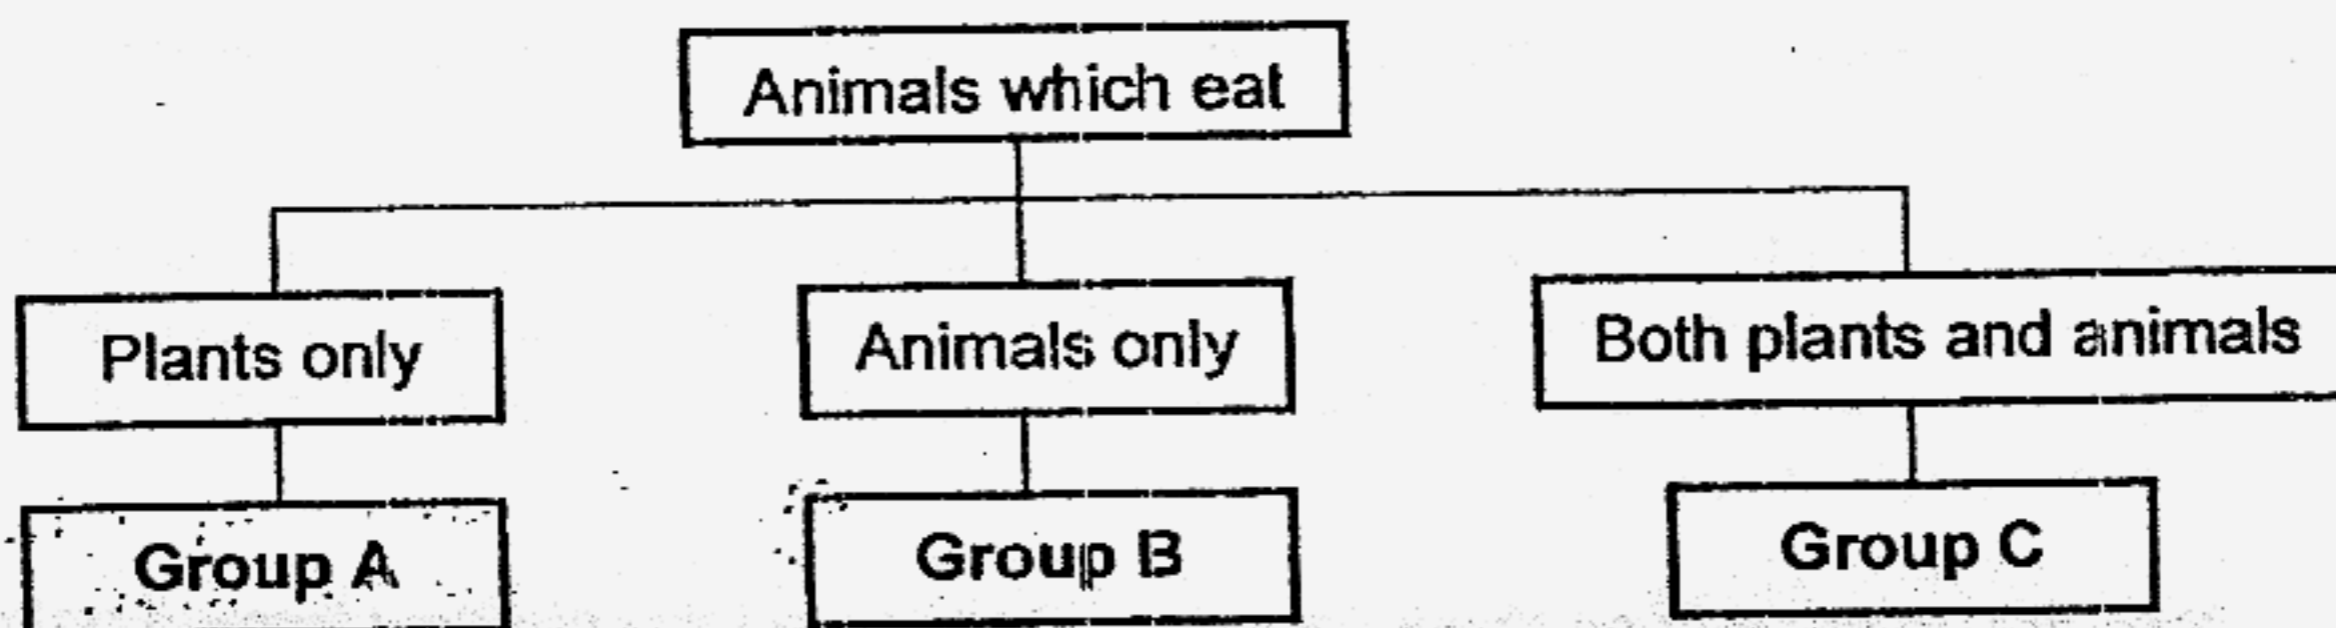 Animals which eat
Plants only
Animals only
Both plants and animals
Group A
Group B
Group C